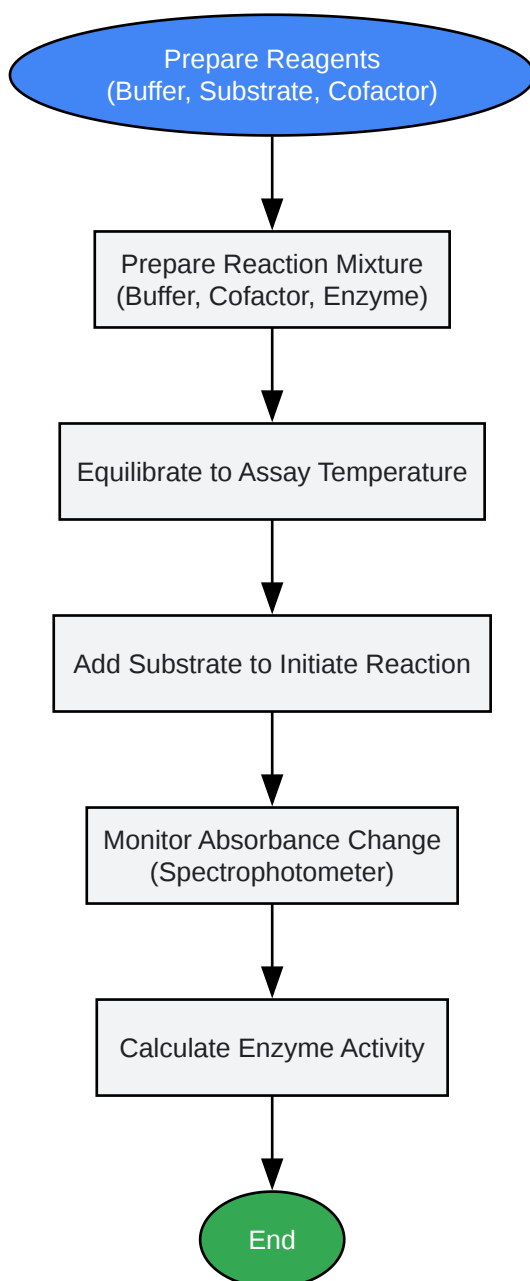 Prepare Reagents
(Buffer, Substrate, Cofactor)
Prepare Reaction Mixture
(Buffer, Cofactor, Enzyme)
Equilibrate to Assay Temperature
Add Substrate to Initiate Reaction
Monitor Absorbance Change
(Spectrophotometer)
Calculate Enzyme Activity
End